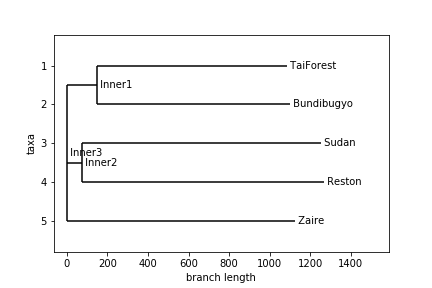 1
TaiForest
Inner1
2
Bundibugyo
3
Sudan
Inner3
Inner2
4
Reston
5
Zaire
taxa
0 200 400 600 800 1000 1200 1400
branch length